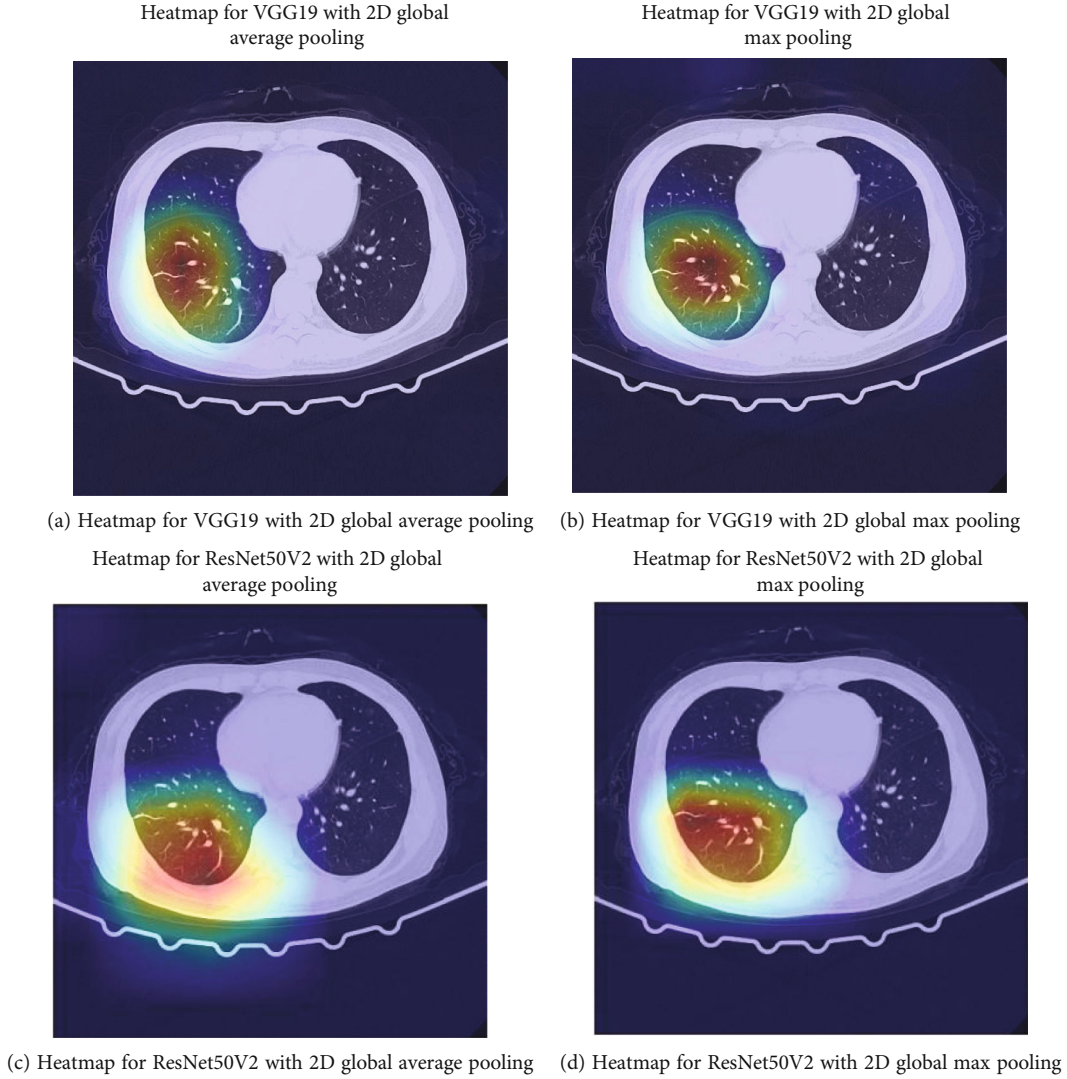 Heatmap for VGG19 with 2D global
average pooling
Heatmap for VGG19 with 2D global
max pooling
(a) Heatmap for VGG19 with 2D global average pooling
(b) Heatmap for VGG19 with 2D global max pooling
Heatmap for ResNet50V2 with 2D global
average pooling
Heatmap for ResNet50V2 with 2D global
max pooling
(c) Heatmap for ResNet50V2 with 2D global average pooling
(d) Heatmap for ResNet50V2 with 2D global max pooling